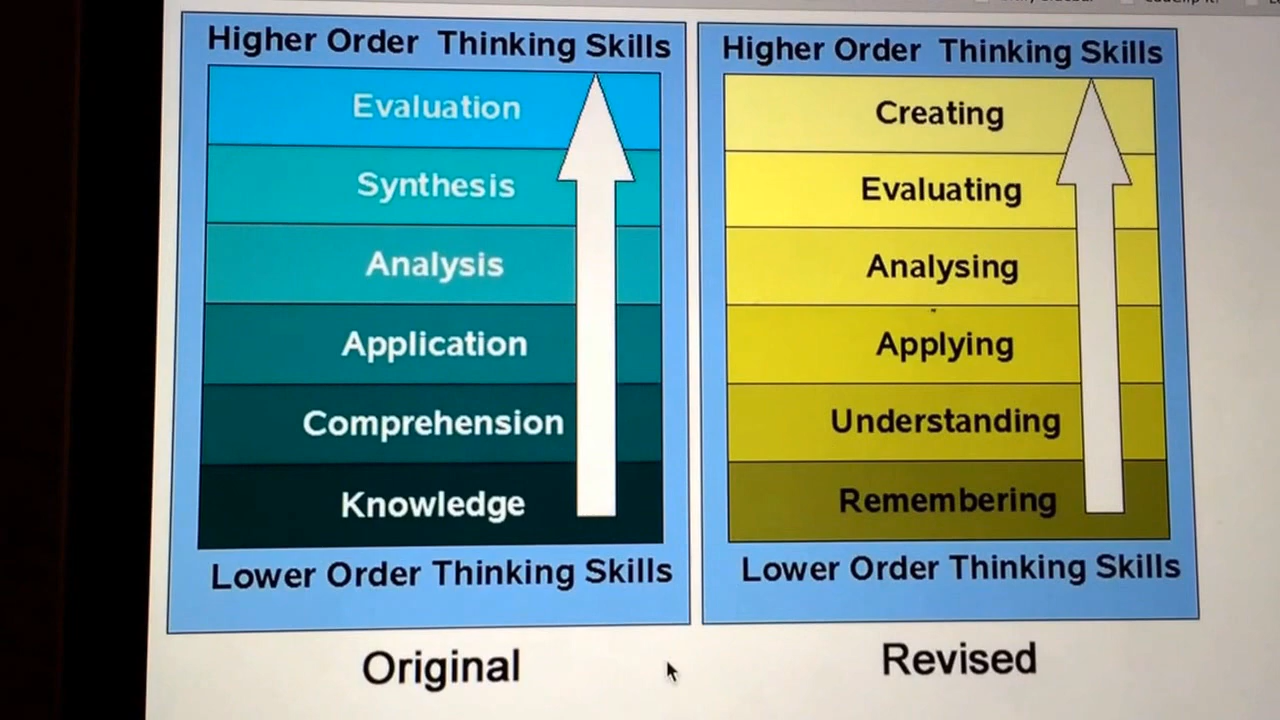 Higher Order Thinking Skills
Evaluation
Synthesis
Analysis
Application
Comprehension
Knowledge
Lower Order Thinking Skills
Original
Higher Order Thinking Skills
Creating
Evaluating
Analysing
Applying
Understanding
Remembering
Lower Order Thinking Skills
Revised